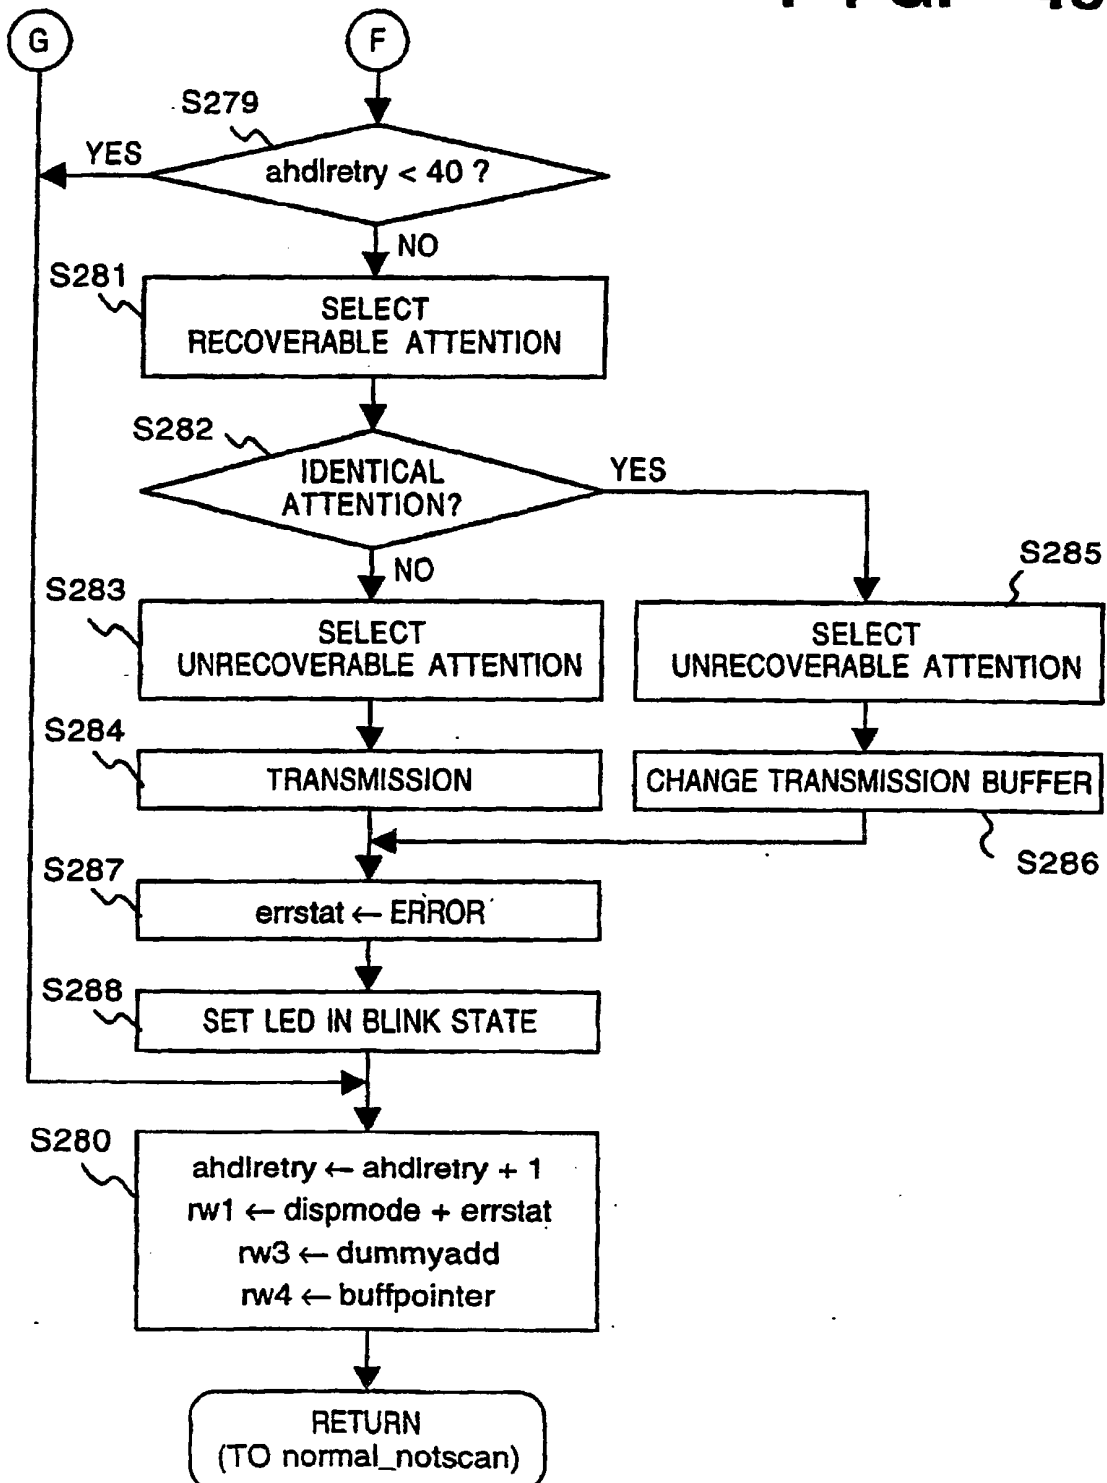 G
F
S279
YES
ahdlretry < 40 ?
NO
S281
SELECT
RECOVERABLE ATTENTION
S282
IDENTICAL
ATTENTION?
YES
NO
S283
SELECT
UNRECOVERABLE ATTENTION
S285
SELECT
UNRECOVERABLE ATTENTION
S284
TRANSMISSION
CHANGE TRANSMISSION BUFFER
S286
S287
errstat ← ERROR
S288
SET LED IN BLINK STATE
S280
ahdlretry ← ahdlretry + 1
rw1 ← dispmode + errstat
rw3 ← dummyadd
rw4 ← buffpointer
RETURN
(TO normal_notscan)